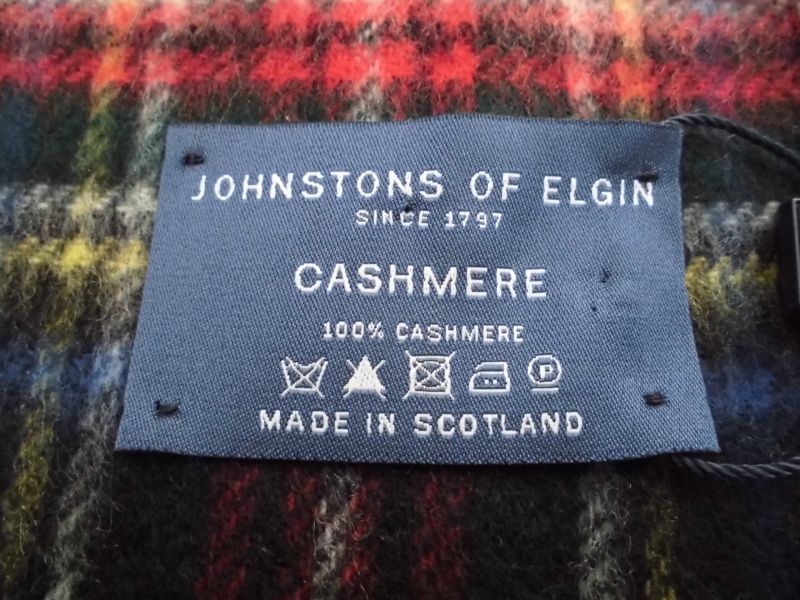 JOHNSTONS OF ELGIN
SINCE 1797
CASHMERE
100% CASHMERE
P
MADE IN SCOTLAND